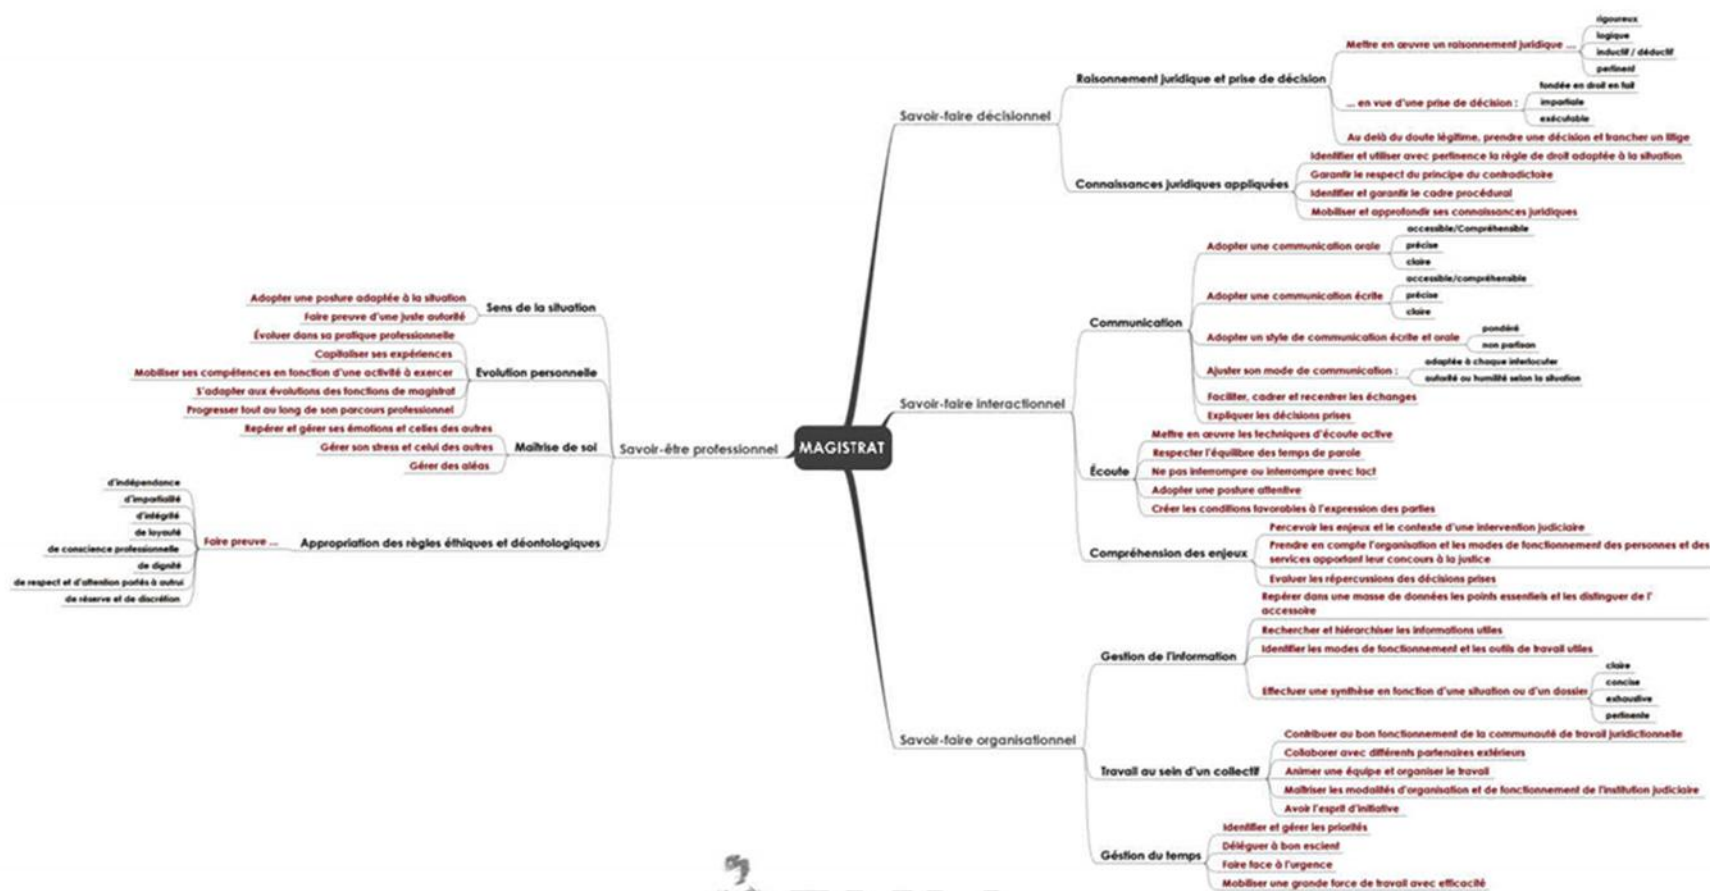 MAGISTRAT
Savoir-faire décisionnel
Raisonnement juridique et prise de décision
Mettre en œuvre un raisonnement juridique ...
rigoureux
logique
inductif / déductif
pertinent
... en vue d'une prise de décision :
fondée en droit en fait
impartiale
exécutable
Au delà du doute légitime, prendre une décision et trancher un litige
Connaissances juridiques appliquées
Identifier et utiliser avec pertinence la règle de droit adaptée à la situation
Garantir le respect du principe du contradictoire
Identifier et garantir le cadre procédural
Mobiliser et approfondir ses connaissances juridiques
Savoir-faire interactionnel
Communication
Adopter une communication orale
accessible/Compréhensible
précise
claire
Adopter une communication écrite
accessible/compréhensible
précise
claire
Adopter un style de communication écrite et orale
pondéré
non partisan
Ajuster son mode de communication :
adaptée à chaque interlocuter
autorité ou humilité selon la situation
Faciliter, cadrer et recentrer les échanges
Expliquer les décisions prises
Écoute
Mettre en œuvre les techniques d'écoute active
Respecter l'équilibre des temps de parole
Ne pas interrompre ou interrompre avec tact
Adopter une posture attentive
Créer les conditions favorables à l'expression des parties
Compréhension des enjeux
Percevoir les enjeux et le contexte d'une intervention judiciaire
Prendre en compte l'organisation et les modes de fonctionnement des personnes et des
services apportant leur concours à la justice
Evaluer les répercussions des décisions prises
Savoir-faire organisationnel
Gestion de l'information
Repérer dans une masse de données les points essentiels et les distinguer de l'
accessoire
Rechercher et hiérarchiser les informations utiles
Identifier les modes de fonctionnement et les outils de travail utiles
Effectuer une synthèse en fonction d'une situation ou d'un dossier
claire
concise
exhaustive
pertinente
Travail au sein d'un collectif
Contribuer au bon fonctionnement de la communauté de travail juridictionnelle
Collaborer avec différents partenaires extérieurs
Animer une équipe et organiser le travail
Maîtriser les modalités d'organisation et de fonctionnement de l'institution judiciaire
Avoir l'esprit d'initiative
Géstion du temps
Identifier et gérer les priorités
Déléguer à bon escient
Faire face à l'urgence
Mobiliser une grande force de travail avec efficacité
Savoir-être professionnel
Sens de la situation
Adopter une posture adaptée à la situation
Faire preuve d'une juste autorité
Evolution personnelle
Évoluer dans sa pratique professionnelle
Capitaliser ses expériences
Mobiliser ses compétences en fonction d'une activité à exercer
S'adapter aux évolutions des fonctions de magistrat
Progresser tout au long de son parcours professionnel
Maîtrise de soi
Repérer et gérer ses émotions et celles des autres
Gérer son stress et celui des autres
Gérer des aléas
Appropriation des règles éthiques et déontologiques
Faire preuve ...
d'indépendance
d'impartialité
d'intégrité
de loyauté
de conscience professionnelle
de dignité
de respect et d'attention portés à autrui
de réserve et de discrétion